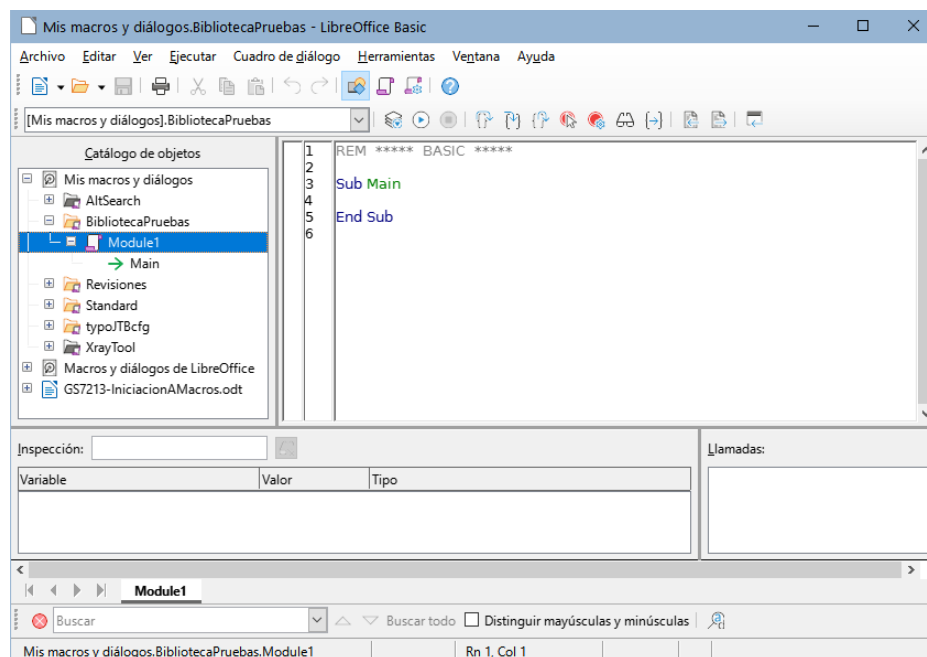 Mis macros y diálogos.BibliotecaPruebas - LibreOffice Basic
Archivo Editar Ver Ejecutar Cuadro de diálogo Herramientas Ventana Ayuda
[Mis macros y diálogos].BibliotecaPruebas
Catálogo de objetos
Mis macros y diálogos
AltSearch
BibliotecaPruebas
Module1
Main
Revisiones
Standard
typoJTBcfg
XrayTool
Macros y diálogos de LibreOffice
GS7213-IniciacionAMacros.odt
1 REM ***** BASIC *****
2
3 Sub Main
4
5 End Sub
6
Inspección:
Variable Valor Tipo
Llamadas:
Module1
Buscar Buscar todo Distinguir mayúsculas y minúsculas
Mis macros y diálogos.BibliotecaPruebas.Module1 Rn 1, Col 1